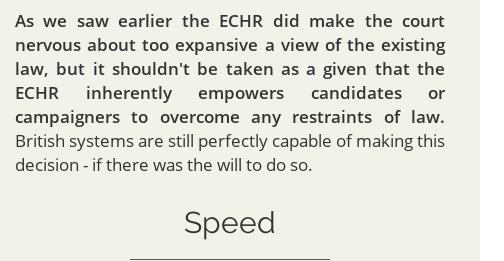 As we saw earlier the ECHR did make the court
nervous about too expansive a view of the existing
law, but it shouldn't be taken as a given that the
ECHR inherently empowers candidates or
campaigners to overcome any restraints of law.
British systems are still perfectly capable of making this
decision - if there was the will to do so.
Speed